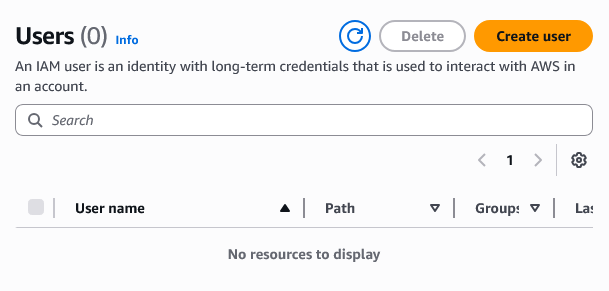 Users (0) Info
Delete
Create user
An IAM user is an identity with long-term credentials that is used to interact with AWS in
an account.
Search
1
User name Path Groups Las
No resources to display